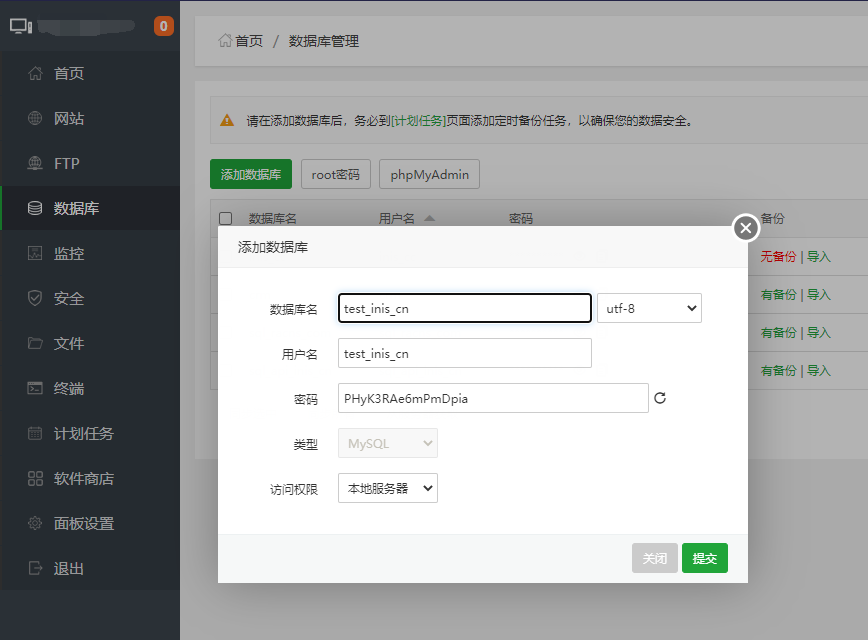 0
首页
网站
FTP
数据库
监控
安全
文件
终端
计划任务
软件商店
面板设置
退出
首页 / 数据库管理
请在添加数据库后，务必到[计划任务]页面添加定时备份任务，以确保您的数据安全。
添加数据库 root密码 phpMyAdmin
数据库名 用户名 密码 备份
无备份 | 导入
有备份 | 导入
有备份 | 导入
有备份 | 导入
添加数据库
数据库名 test_inis_cn utf-8
用户名 test_inis_cn
密码 PHyK3RAe6mPmDpia
类型 MySQL
访问权限 本地服务器
关闭 提交